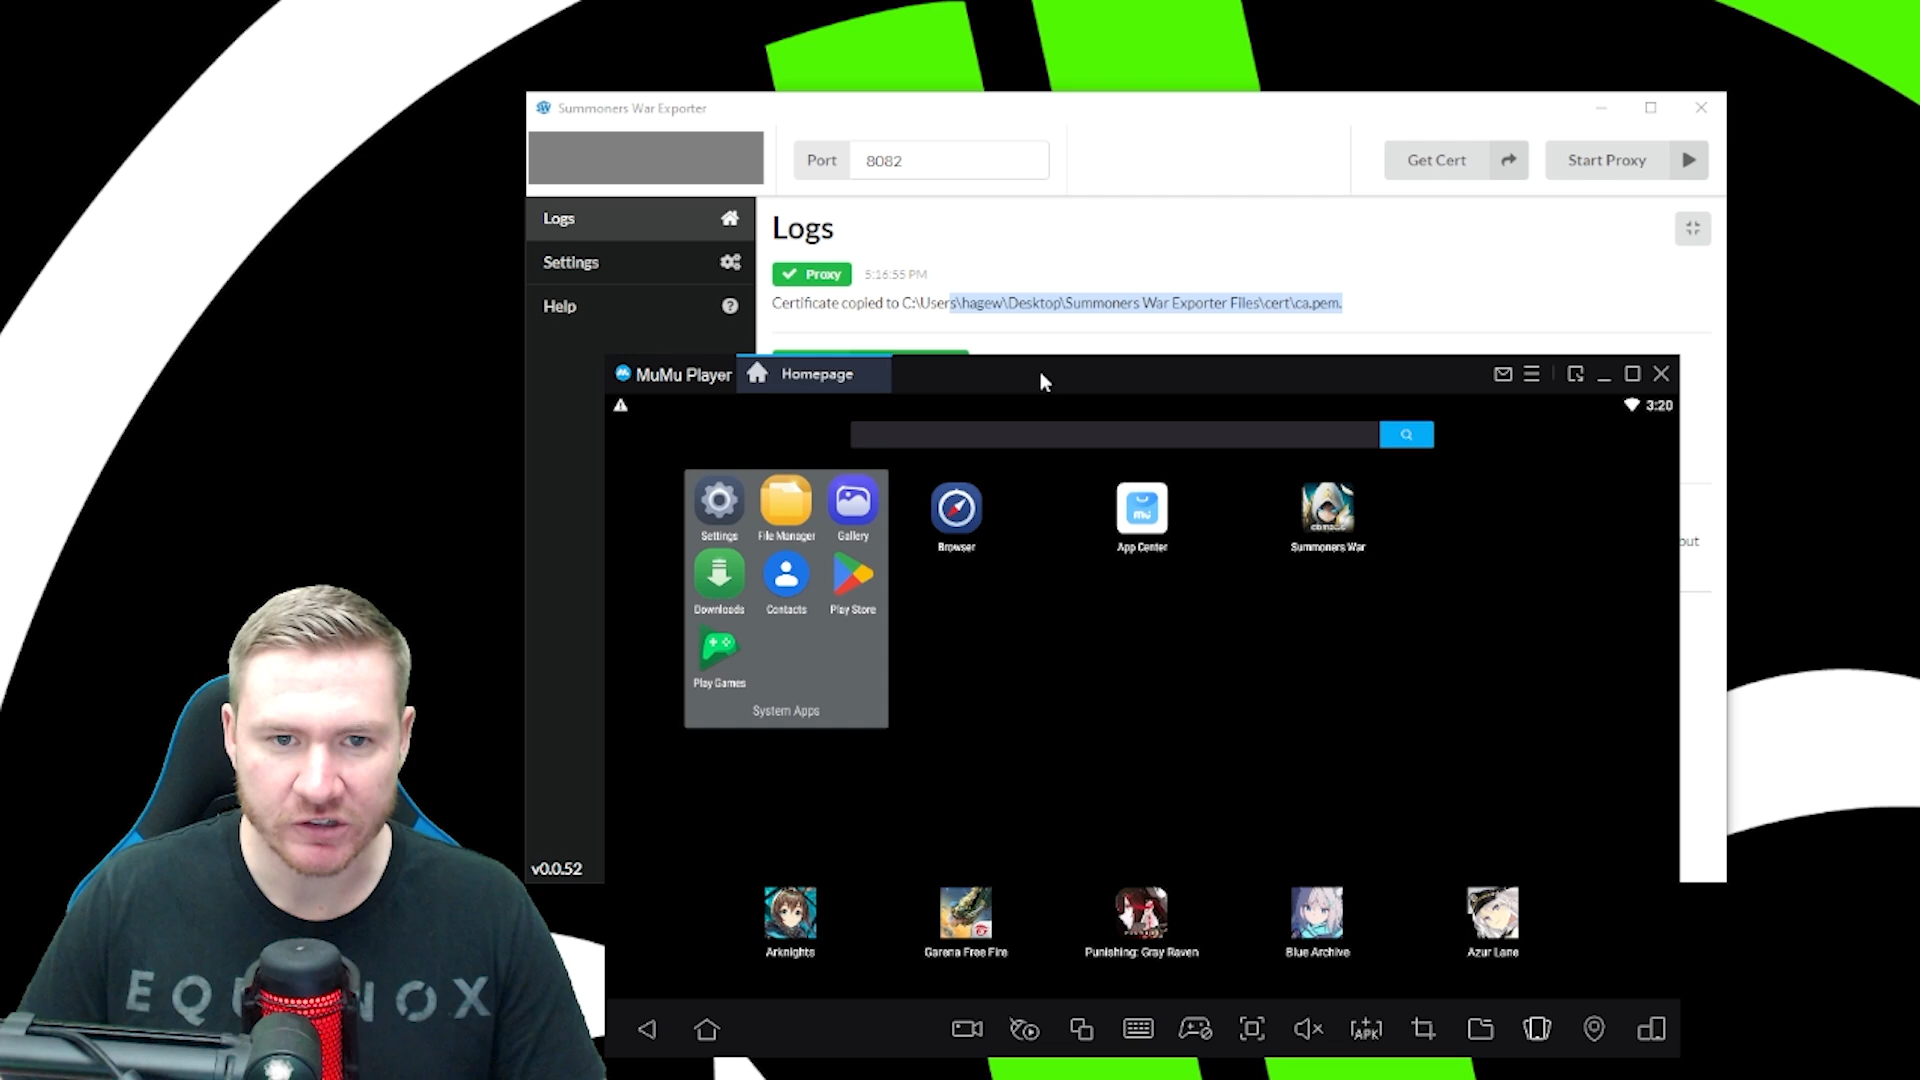 Summoners War Exporter
Port 8082
Get Cert
Start Proxy
Logs
Settings
Help
v0.0.52
Logs
Proxy 5:16:55 PM
Certificate copied to C:\Users\hagew\Desktop\Summoners War Exporter Files\cert\ca.pem.
out
MuMu Player
Homepage
3:20
Settings
File Manager
Gallery
Downloads
Contacts
Play Store
Play Games
System Apps
Browser
App Center
Summoners War
Arknights
Garena Free Fire
Punishing: Gray Raven
Blue Archive
Azur Lane
APK